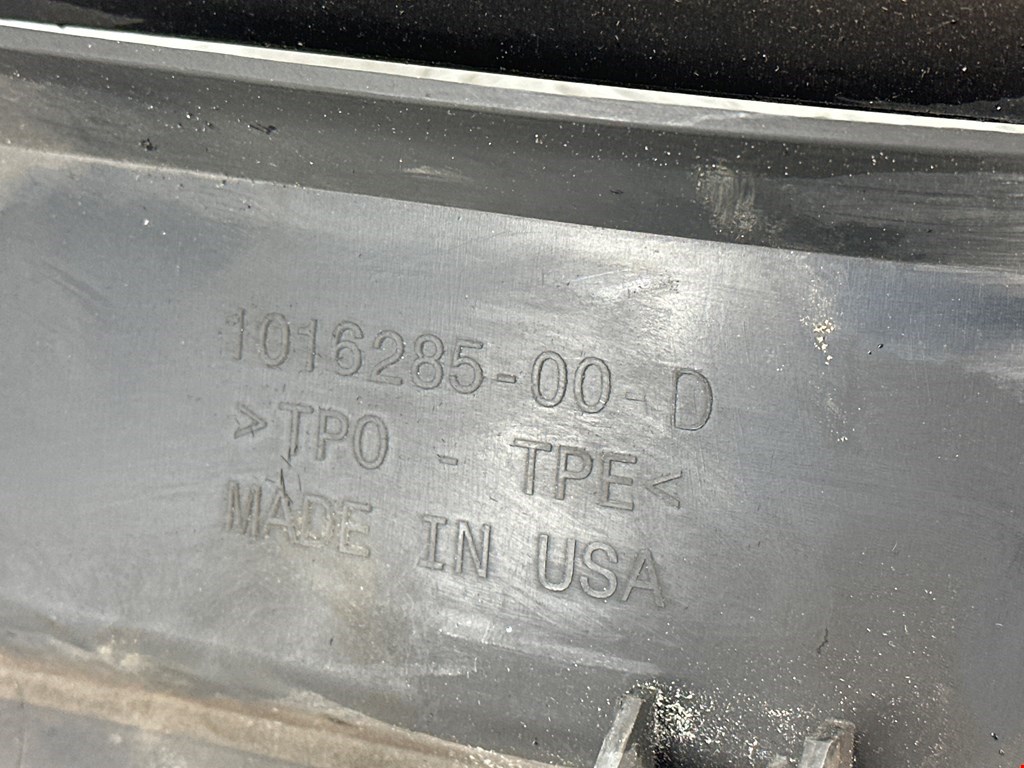 1016285-00-D
>TPO - TPE<
MADE IN USA